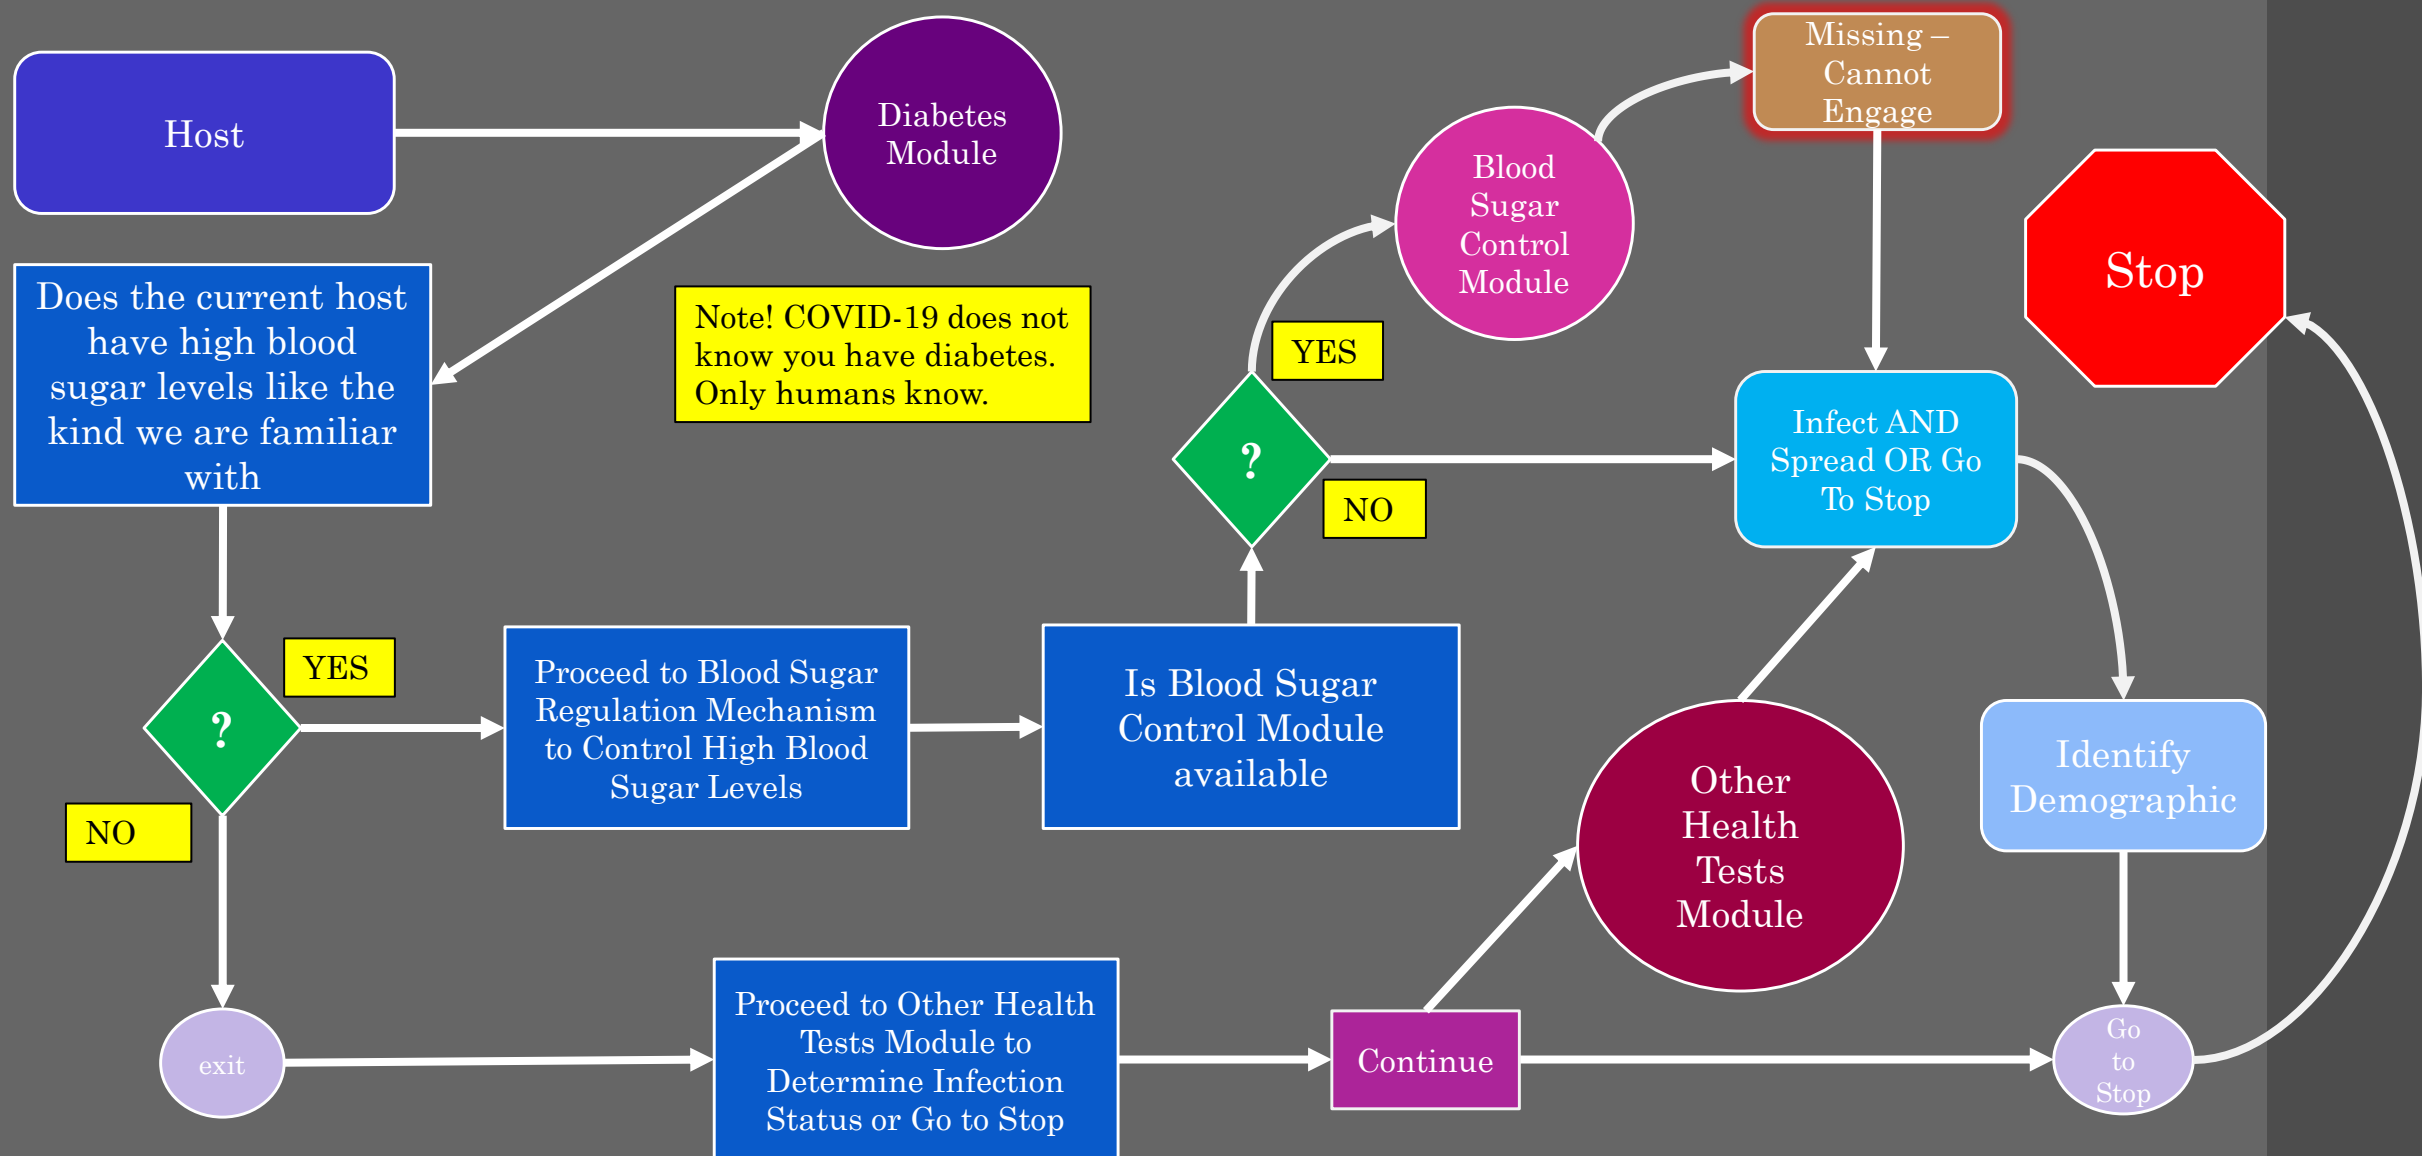 Host
Diabetes
Module
Does the current host
have high blood
sugar levels like the
kind we are familiar
with
Note! COVID-19 does not
know you have diabetes.
Only humans know.
?
YES
NO
Proceed to Blood Sugar
Regulation Mechanism
to Control High Blood
Sugar Levels
Is Blood Sugar
Control Module
available
?
YES
NO
Blood
Sugar
Control
Module
Missing –
Cannot
Engage
Infect AND
Spread OR Go
To Stop
Stop
exit
Proceed to Other Health
Tests Module to
Determine Infection
Status or Go to Stop
Continue
Other
Health
Tests
Module
Identify
Demographic
Go
to
Stop